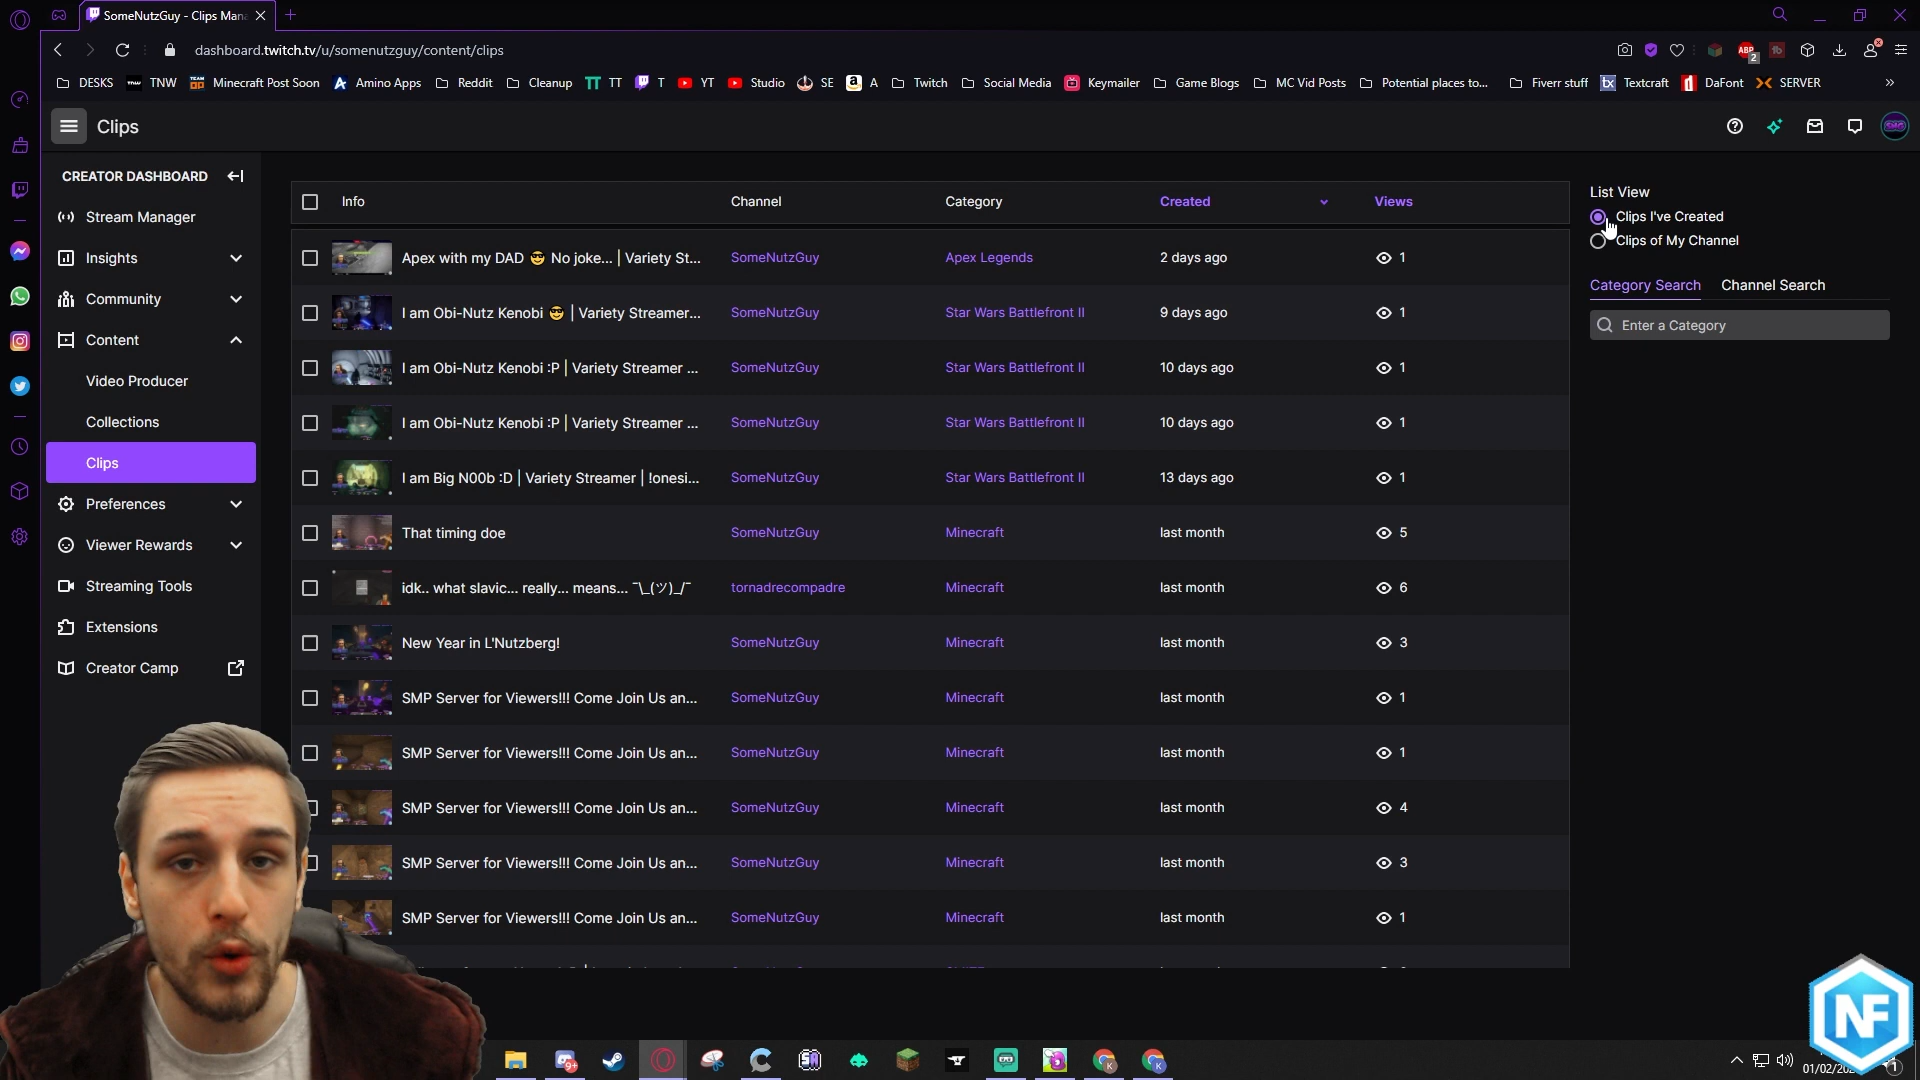 SomeNutzGuy - Clips Man
dashboard.twitch.tv/u/somenutzguy/content/clips
DESKS TNW Minecraft Post Soon Amino Apps Reddit Cleanup TT T YT Studio SE A Twitch Social Media Keymailer Game Blogs MC Vid Posts Potential places to... Fiverr stuff Textcraft DaFont SERVER
Clips
CREATOR DASHBOARD
Stream Manager
Insights
Community
Content
Video Producer
Collections
Clips
Preferences
Viewer Rewards
Streaming Tools
Extensions
Creator Camp
Info Channel Category Created Views
Apex with my DAD 😎 No joke... | Variety St... SomeNutzGuy Apex Legends 2 days ago 1
I am Obi-Nutz Kenobi 😎 | Variety Streamer... SomeNutzGuy Star Wars Battlefront II 9 days ago 1
I am Obi-Nutz Kenobi :P | Variety Streamer ... SomeNutzGuy Star Wars Battlefront II 10 days ago 1
I am Obi-Nutz Kenobi :P | Variety Streamer ... SomeNutzGuy Star Wars Battlefront II 10 days ago 1
I am Big N00b :D | Variety Streamer | !onesi... SomeNutzGuy Star Wars Battlefront II 13 days ago 1
That timing doe SomeNutzGuy Minecraft last month 5
idk.. what slavic... really... means... ¯\_(ツ)_/¯ tornadrecompadre Minecraft last month 6
New Year in L'Nutzberg! SomeNutzGuy Minecraft last month 3
SMP Server for Viewers!!! Come Join Us an... SomeNutzGuy Minecraft last month 1
SMP Server for Viewers!!! Come Join Us an... SomeNutzGuy Minecraft last month 1
SMP Server for Viewers!!! Come Join Us an... SomeNutzGuy Minecraft last month 4
SMP Server for Viewers!!! Come Join Us an... SomeNutzGuy Minecraft last month 3
SMP Server for Viewers!!! Come Join Us an... SomeNutzGuy Minecraft last month 1
List View
Clips I've Created
Clips of My Channel
Category Search Channel Search
Enter a Category
NF
01/02/20